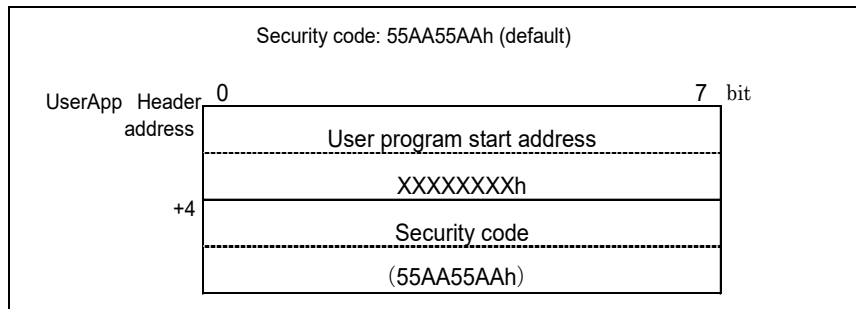 Security code: 55AA55AAh (default)
0 7 bit
UserApp Header
address
User program start address
XXXXXXXXh
+4
Security code
(55AA55AAh)